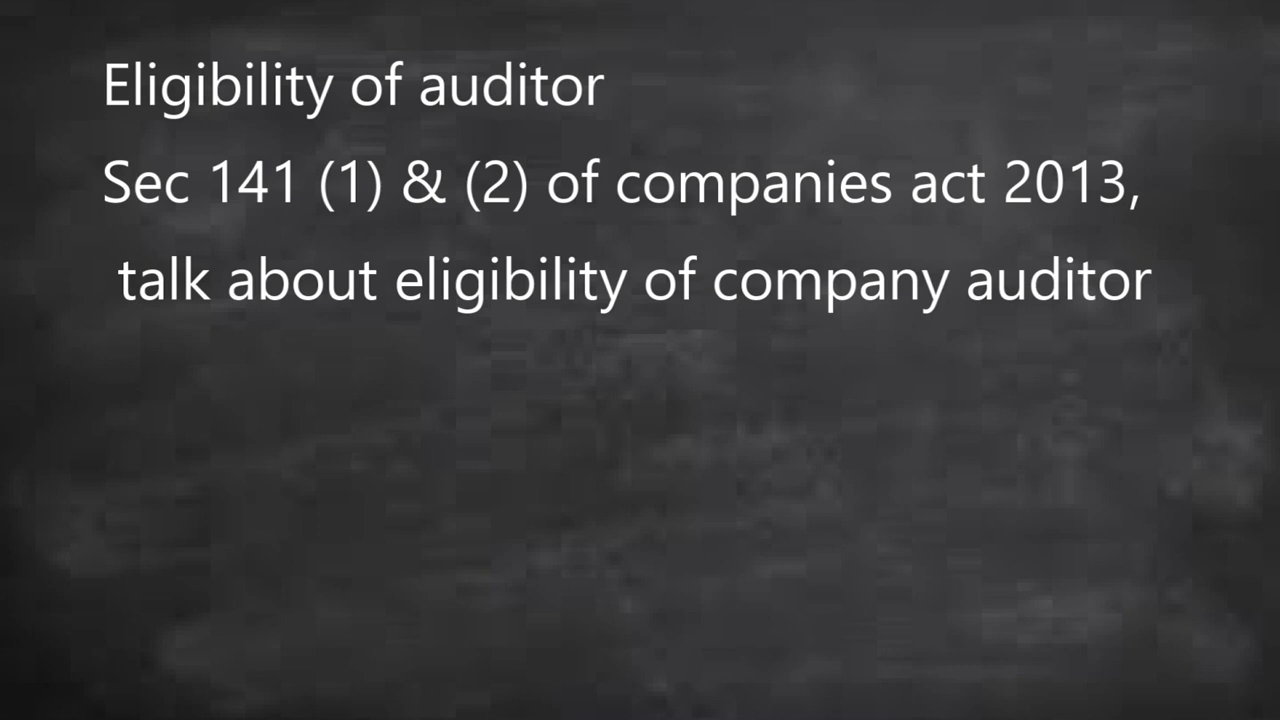 Eligibility of auditor
Sec 141 (1) & (2) of companies act 2013,
talk about eligibility of company auditor